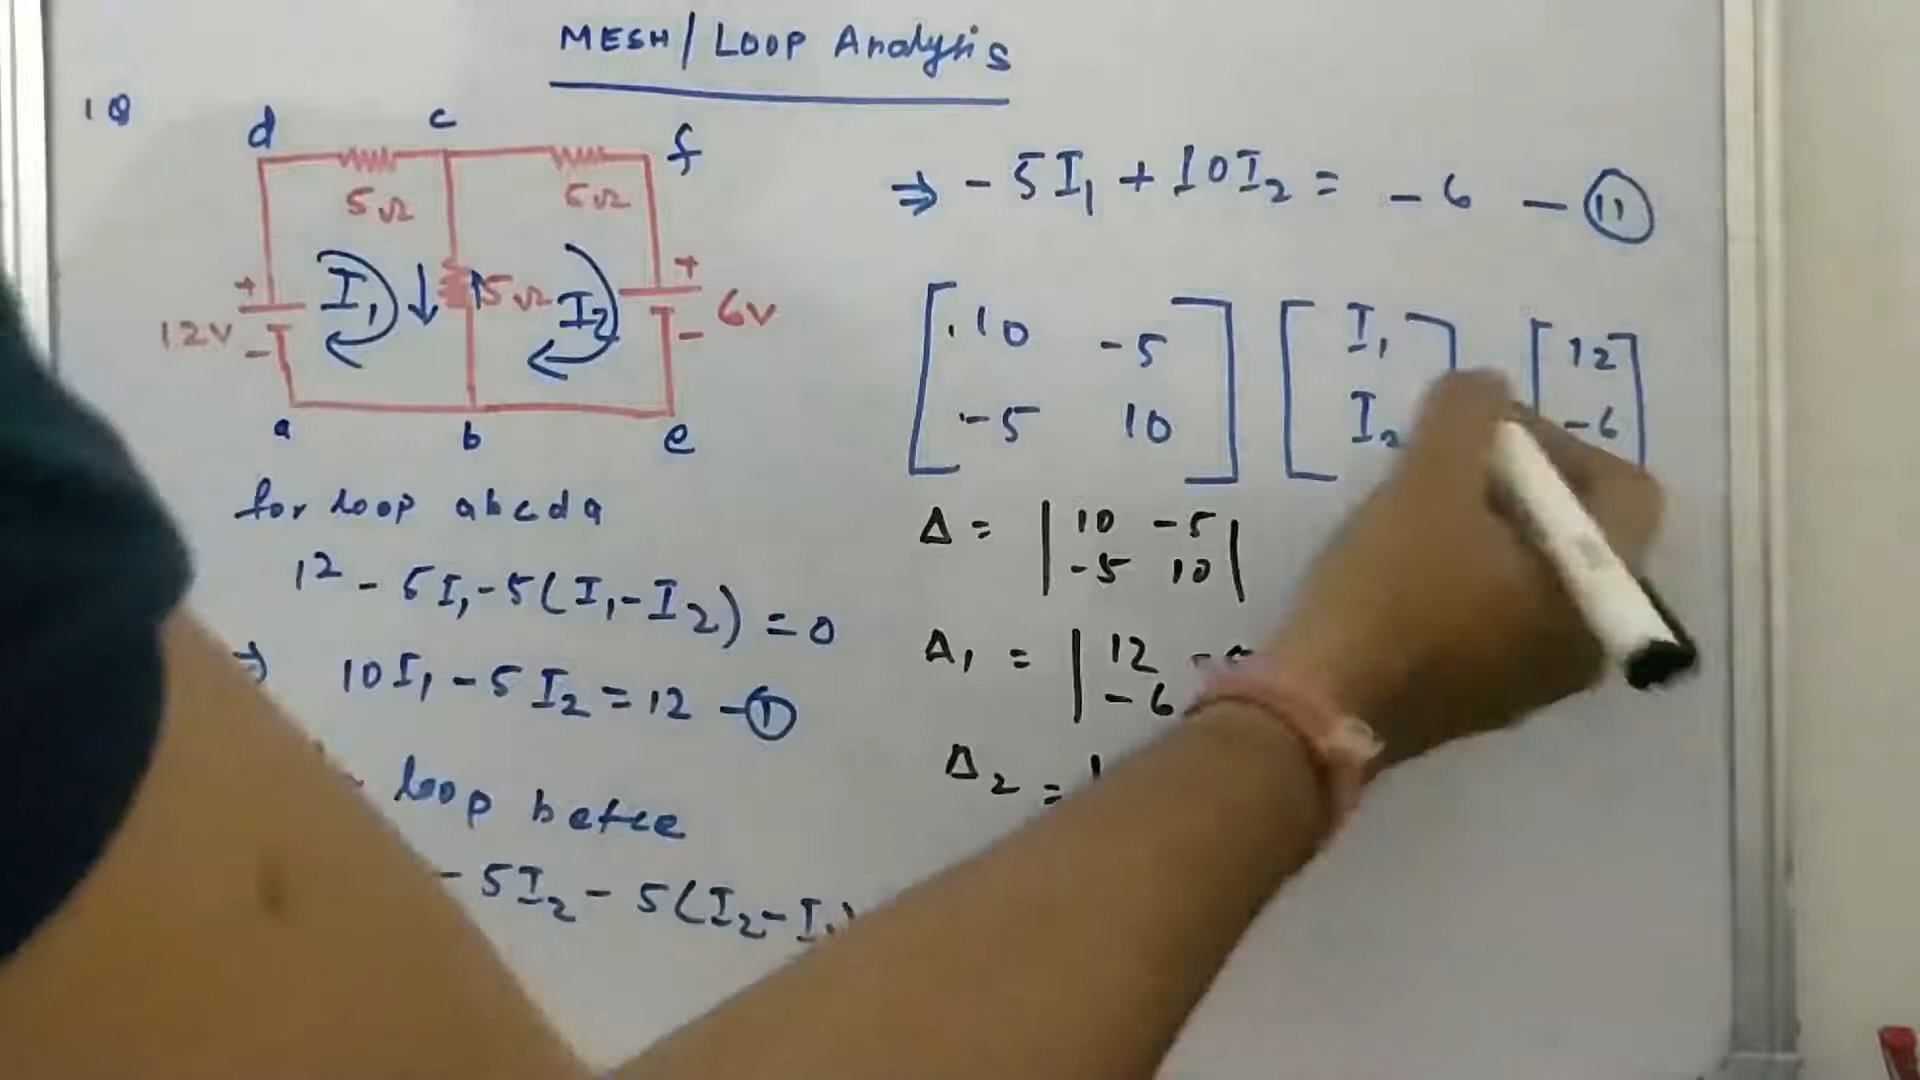 MESH/LOOP Analysis
1Q
d
c
f
5Ω
5Ω
+
I₁
5Ω
I₂
+
12V
-
6V
-
a
b
e
for loop abcda
12 - 5I₁ - 5(I₁ - I₂) = 0
⇒ 10I₁ - 5I₂ = 12 - ①
loop befce
- 5I₂ - 5(I₂ - I₁)
⇒ - 5I₁ + 10I₂ = - 6 - ⑪
[ 10 -5 ] [ I₁ ] [ 12 ]
[ -5 10 ] [ I₂ ] [ -6 ]
Δ = | 10 -5 |
| -5 10 |
Δ₁ = | 12
| -6
Δ₂ = |